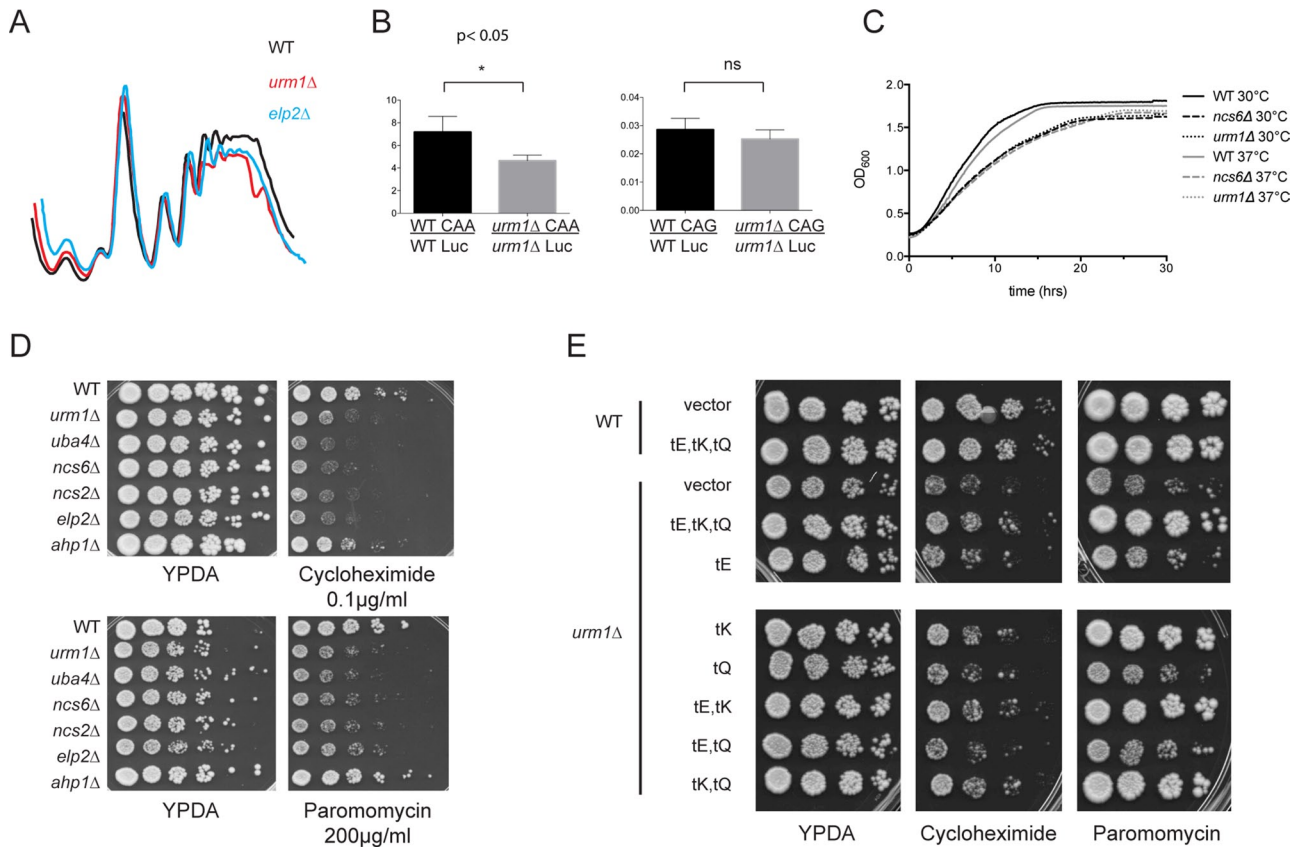 A
WT
urm1Δ
elp2Δ
B
p< 0.05
*
10
8
6
4
2
0
WT CAA
WT Luc
urm1Δ CAA
urm1Δ Luc
ns
0.04
0.03
0.02
0.01
0.00
WT CAG
WT Luc
urm1Δ CAG
urm1Δ Luc
C
2.0
1.5
1.0
0.5
0.0
OD600
0
10
20
30
time (hrs)
WT 30°C
ncs6Δ 30°C
urm1Δ 30°C
WT 37°C
ncs6Δ 37°C
urm1Δ 37°C
D
WT
urm1Δ
uba4Δ
ncs6Δ
ncs2Δ
elp2Δ
ahp1Δ
YPDA
Cycloheximide
0.1µg/ml
WT
urm1Δ
uba4Δ
ncs6Δ
ncs2Δ
elp2Δ
ahp1Δ
YPDA
Paromomycin
200µg/ml
E
WT
vector
tE,tK,tQ
urm1Δ
vector
tE,tK,tQ
tE
tK
tQ
tE,tK
tE,tQ
tK,tQ
YPDA
Cycloheximide
Paromomycin